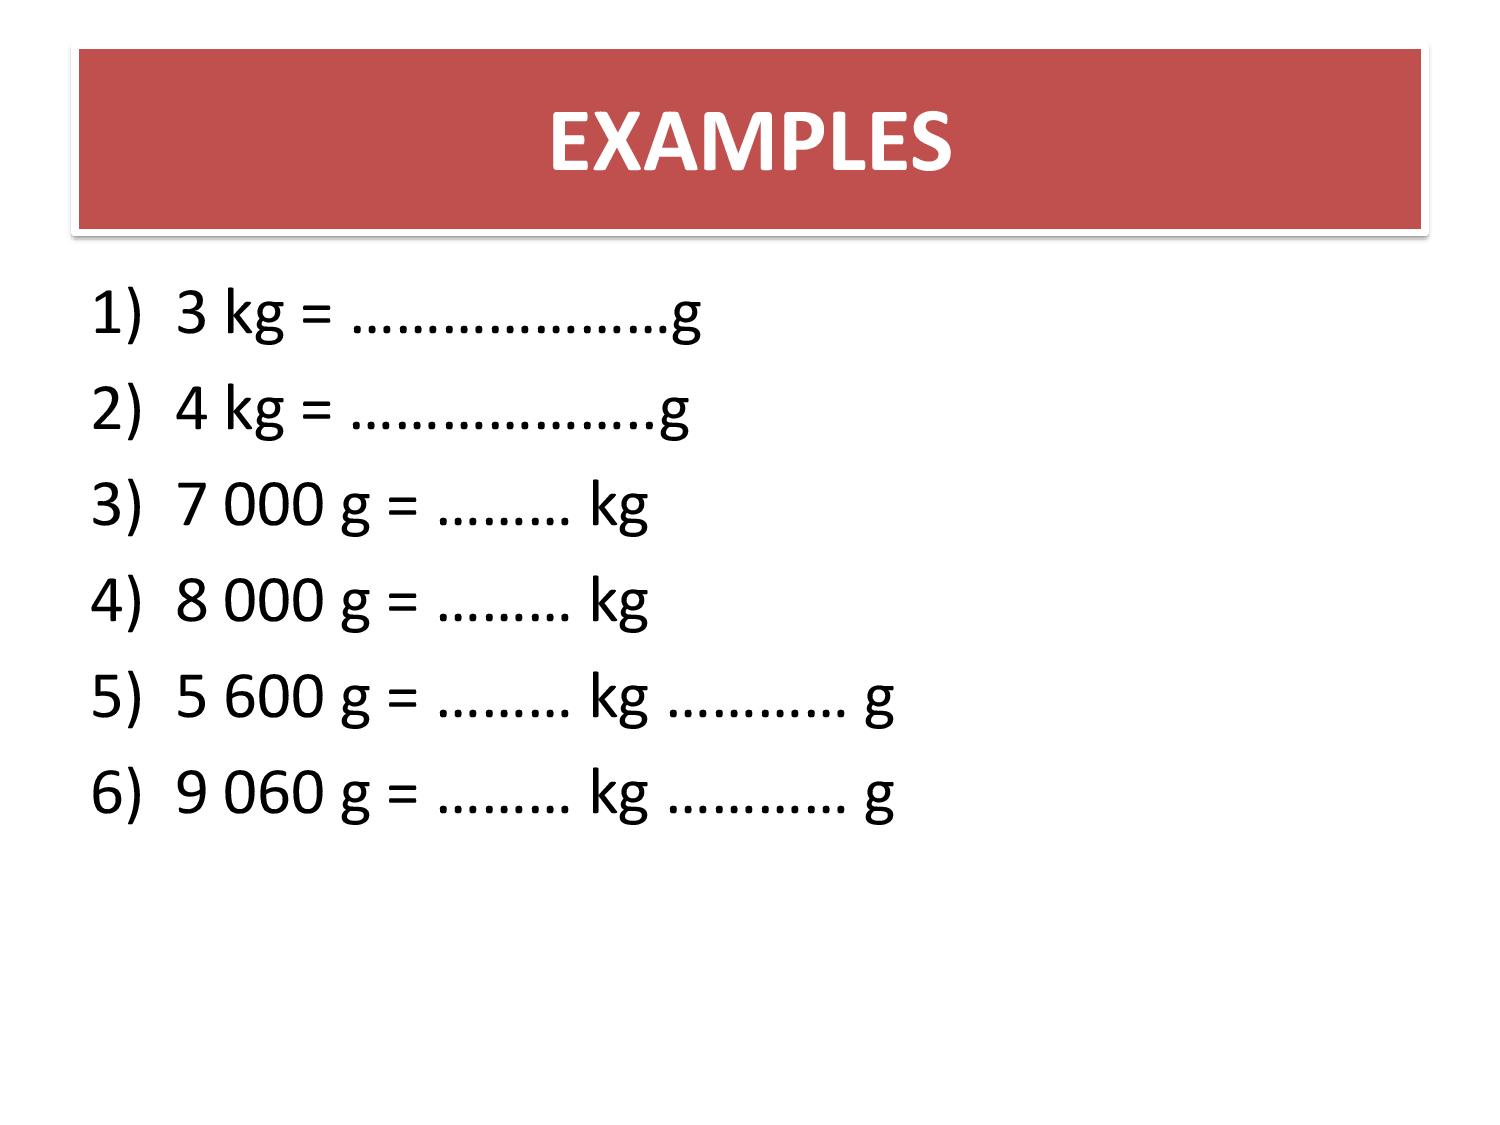 EXAMPLES
1) 3 kg = …………………g
2) 4 kg = ………………..g
3) 7 000 g = ……… kg
4) 8 000 g = ……… kg
5) 5 600 g = ……… kg ………… g
6) 9 060 g = ……… kg ………… g